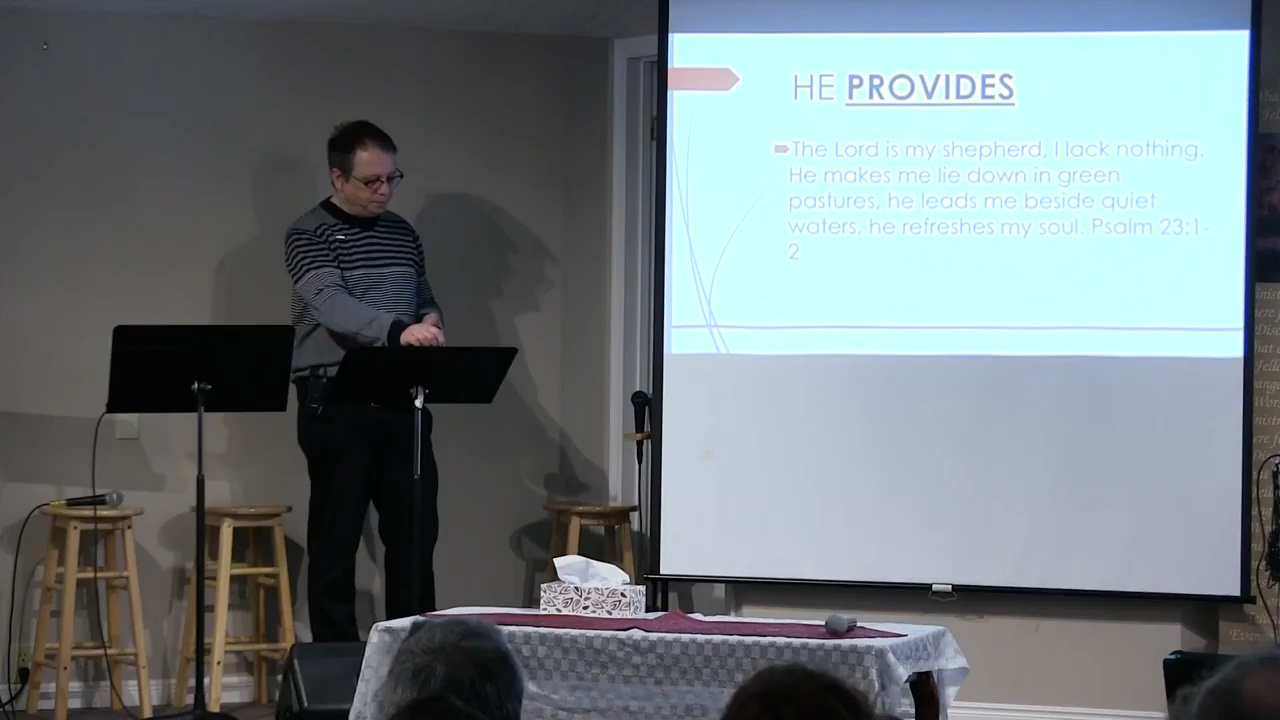 HE PROVIDES
The Lord is my shepherd, I lack nothing.
He makes me lie down in green
pastures, he leads me beside quiet
waters, he refreshes my soul. Psalm 23:1-
2